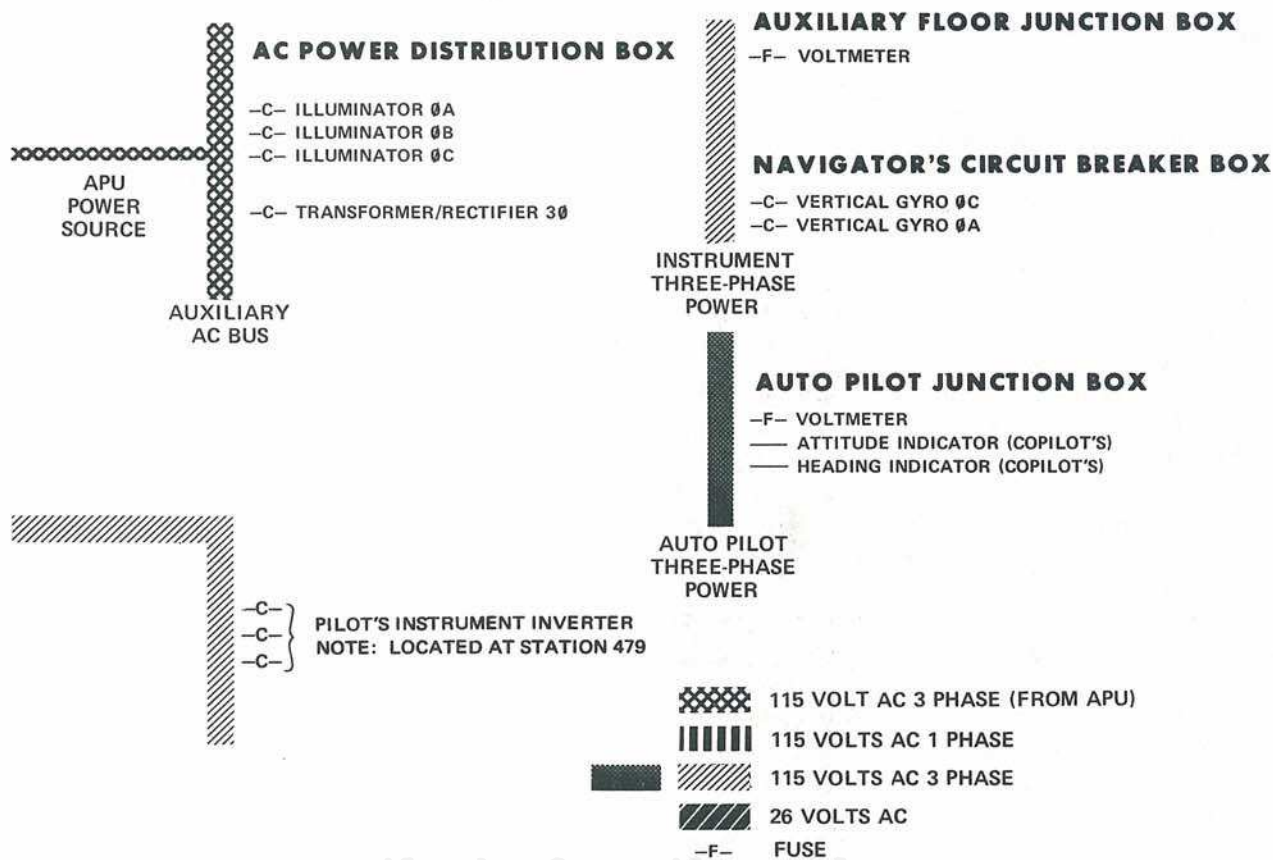 AC POWER DISTRIBUTION BOX
–C– ILLUMINATOR ØA
–C– ILLUMINATOR ØB
–C– ILLUMINATOR ØC
–C– TRANSFORMER/RECTIFIER 3Ø
APU
POWER
SOURCE
AUXILIARY
AC BUS
AUXILIARY FLOOR JUNCTION BOX
–F– VOLTMETER
NAVIGATOR'S CIRCUIT BREAKER BOX
–C– VERTICAL GYRO ØC
–C– VERTICAL GYRO ØA
INSTRUMENT
THREE-PHASE
POWER
AUTO PILOT JUNCTION BOX
–F– VOLTMETER
—— ATTITUDE INDICATOR (COPILOT'S)
—— HEADING INDICATOR (COPILOT'S)
AUTO PILOT
THREE-PHASE
POWER
–C–
–C–
–C–
PILOT'S INSTRUMENT INVERTER
NOTE: LOCATED AT STATION 479
115 VOLT AC 3 PHASE (FROM APU)
115 VOLTS AC 1 PHASE
115 VOLTS AC 3 PHASE
26 VOLTS AC
–F– FUSE